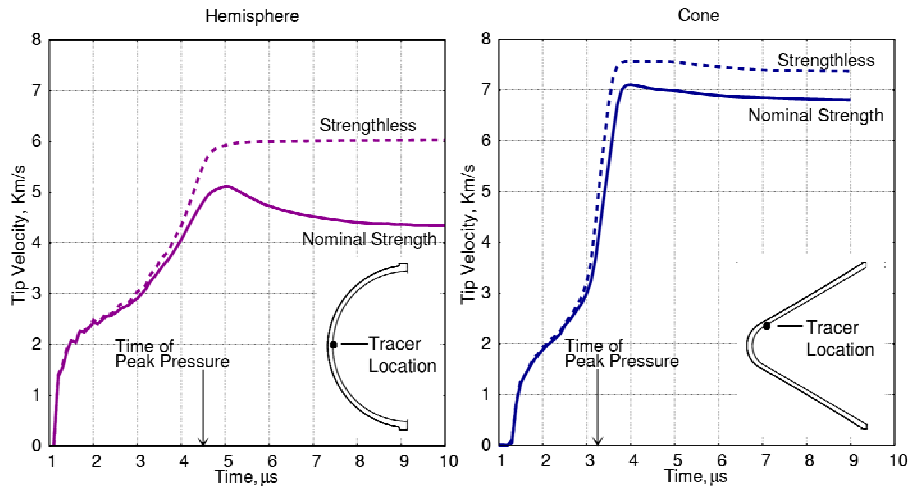 Hemisphere
8
7
6
5
4
3
2
1
0
Tip Velocity, Km/s
Strengthless
Nominal Strength
Time of
Peak Pressure
Tracer
Location
1 2 3 4 5 6 7 8 9 10
Time, μs
Cone
8
7
6
5
4
3
2
1
0
Tip Velocity, Km/s
Strengthless
Nominal Strength
Time of
Peak Pressure
Tracer
Location
1 2 3 4 5 6 7 8 9 10
Time, μs